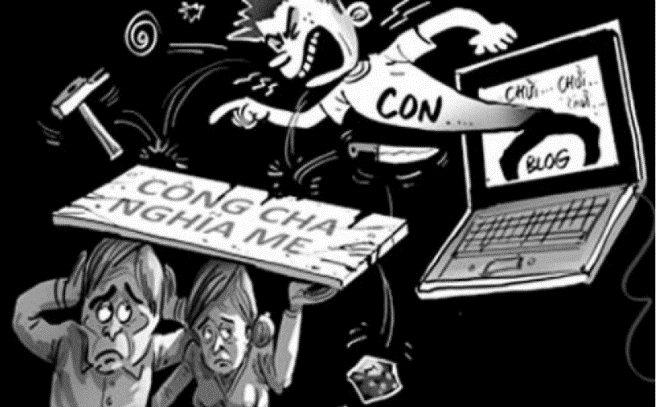 CON
CHỬI... CHỬI...
CHỬI...
BLOG
CÔNG CHA
NGHĨA MẸ